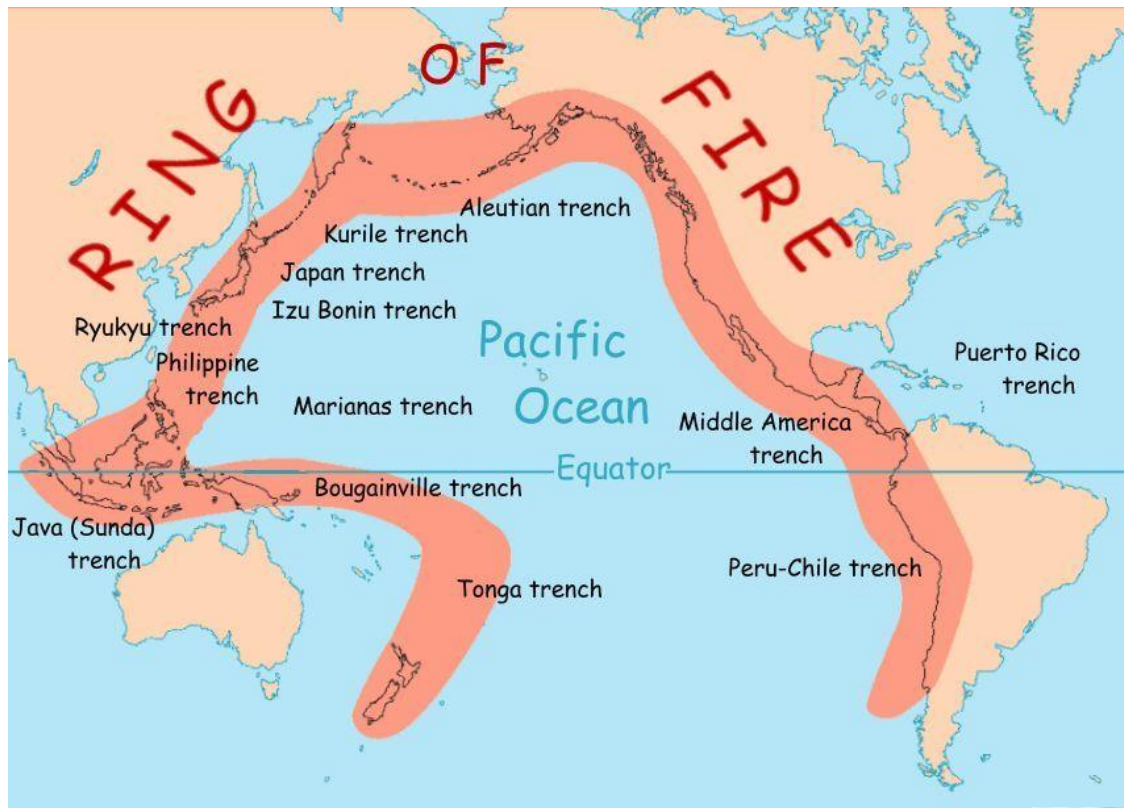 RING OF FIRE
Aleutian trench
Kurile trench
Japan trench
Izu Bonin trench
Ryukyu trench
Philippine
trench
Marianas trench
Pacific
Ocean
Puerto Rico
trench
Middle America
trench
Equator
Bougainville trench
Java (Sunda)
trench
Peru-Chile trench
Tonga trench